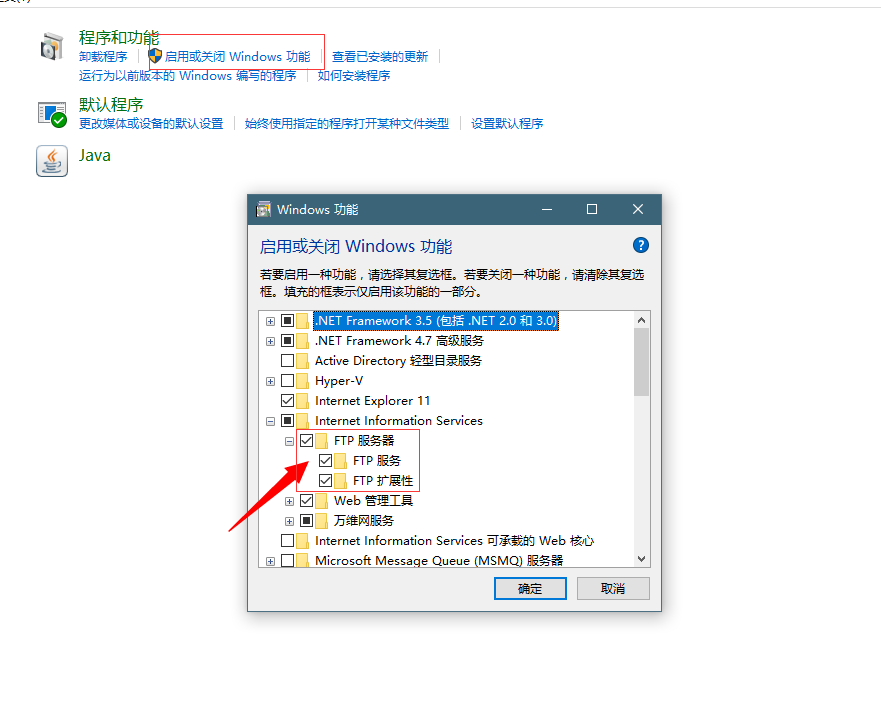 程序和功能
卸载程序 启用或关闭 Windows 功能 查看已安装的更新
运行为以前版本的 Windows 编写的程序 如何安装程序
默认程序
更改媒体或设备的默认设置 始终使用指定的程序打开某种文件类型 设置默认程序
Java
Windows 功能
启用或关闭 Windows 功能
若要启用一种功能，请选择其复选框。若要关闭一种功能，请清除其复选
框。填充的框表示仅启用该功能的一部分。
.NET Framework 3.5 (包括 .NET 2.0 和 3.0)
.NET Framework 4.7 高级服务
Active Directory 轻型目录服务
Hyper-V
Internet Explorer 11
Internet Information Services
FTP 服务器
FTP 服务
FTP 扩展性
Web 管理工具
万维网服务
Internet Information Services 可承载的 Web 核心
Microsoft Message Queue (MSMQ) 服务器
确定 取消